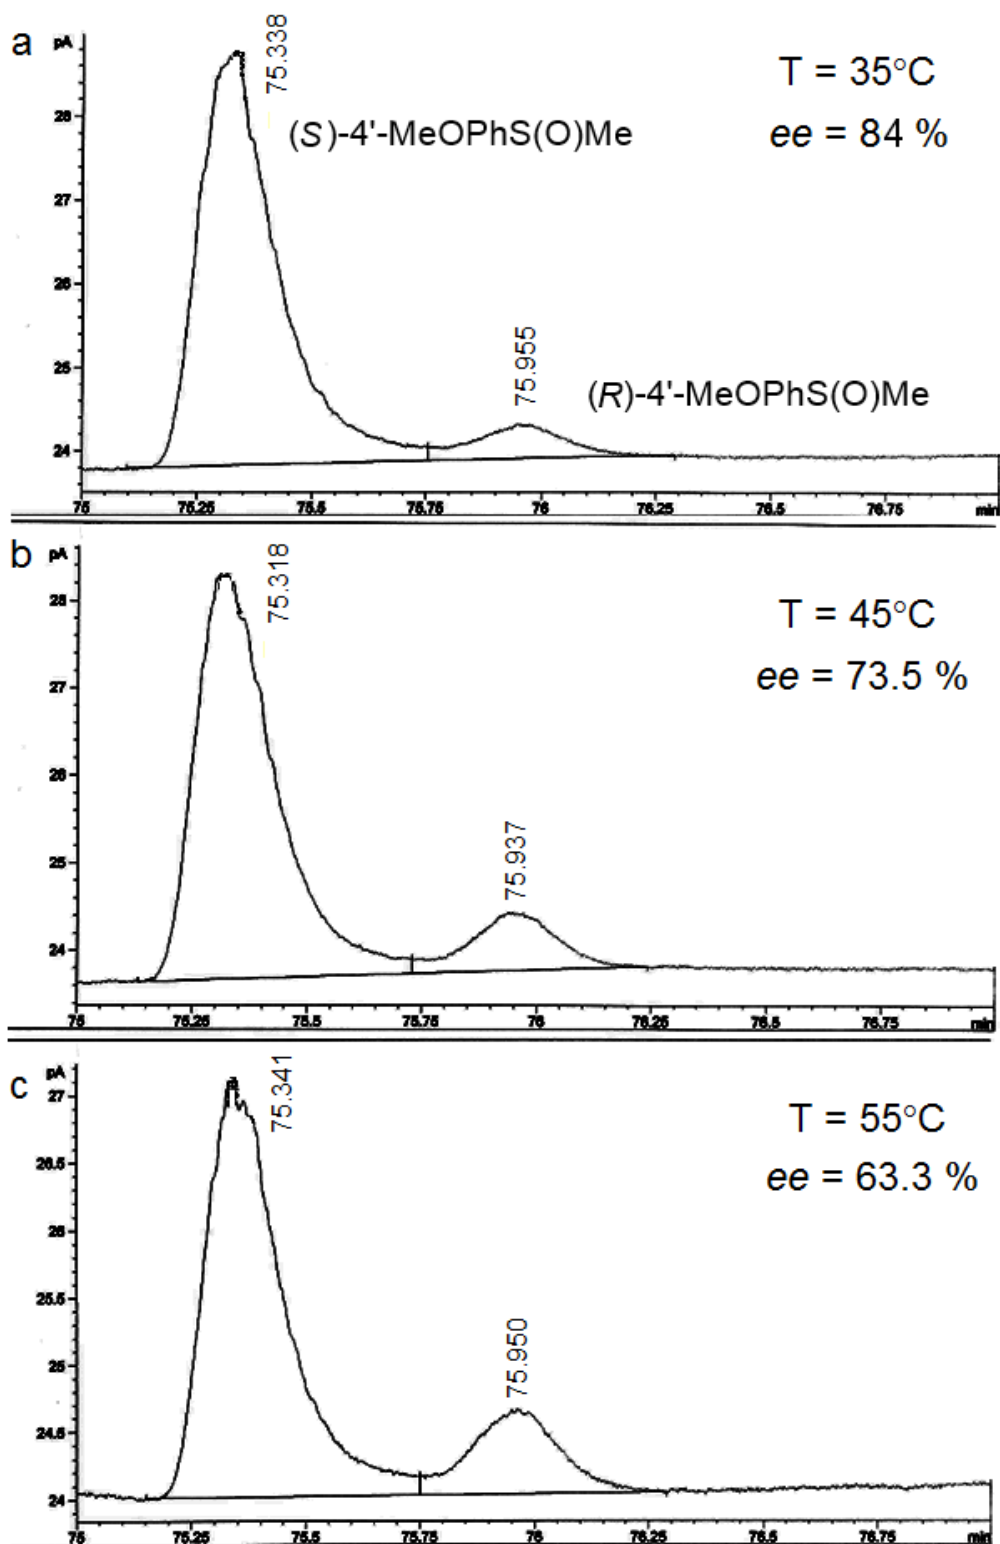 a
pA
75.338
T = 35°C
ee = 84 %
(S)-4'-MeOPhS(O)Me
28
27
26
25
24
75.955
(R)-4'-MeOPhS(O)Me
75 75.25 75.5 75.75 76 76.25 76.5 76.75 min
b
pA
75.318
T = 45°C
ee = 73.5 %
28
27
26
25
24
75.937
75 75.25 75.5 75.75 76 76.25 76.5 76.75 min
c
pA
75.341
T = 55°C
ee = 63.3 %
27
26.5
26
25.5
25
24.5
24
75.950
75 75.25 75.5 75.75 76 76.25 76.5 76.75 min